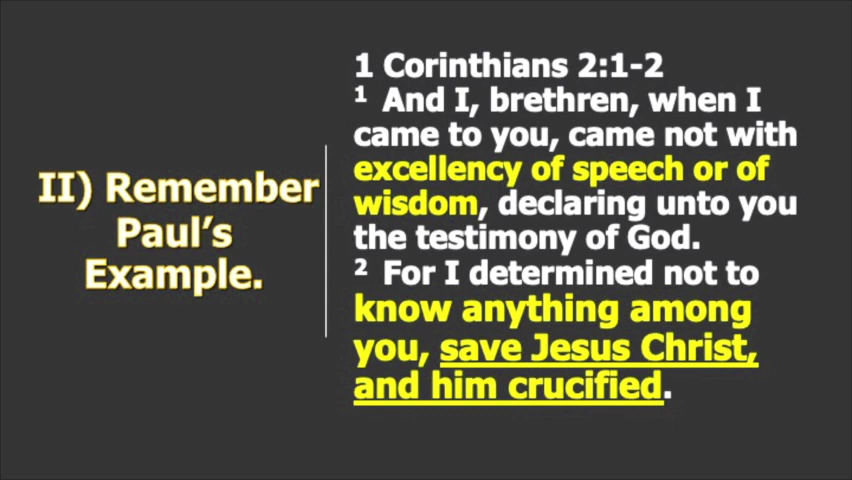 II) Remember
Paul's
Example.
1 Corinthians 2:1-2
1 And I, brethren, when I
came to you, came not with
excellency of speech or of
wisdom, declaring unto you
the testimony of God.
2 For I determined not to
know anything among
you, save Jesus Christ,
and him crucified.